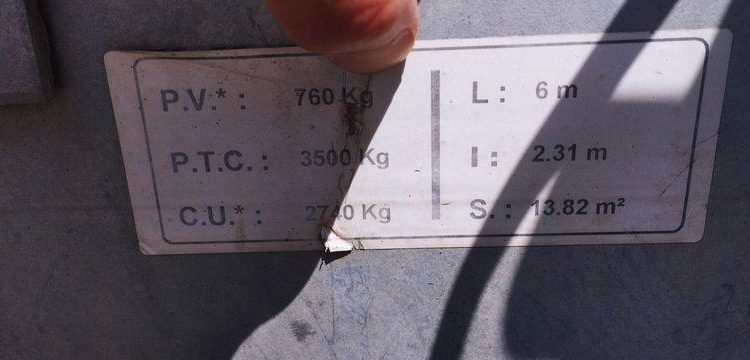 P.V.* : 760 Kg
P.T.C. : 3500 Kg
C.U.* : 2740 Kg
L : 6 m
l : 2.31 m
S. : 13.82 m²